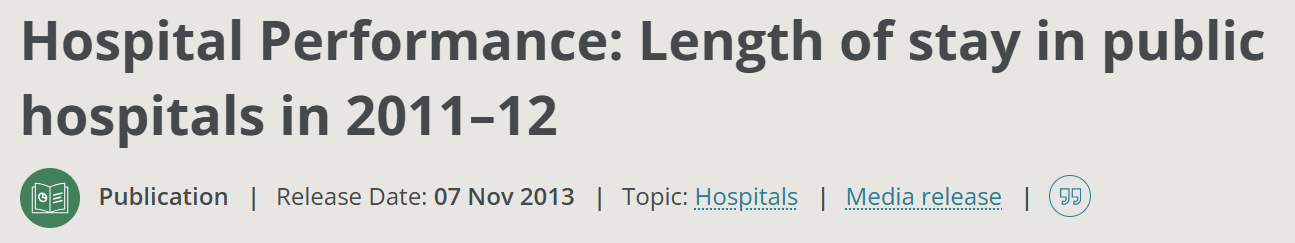 Hospital Performance: Length of stay in public
hospitals in 2011–12
Publication | Release Date: 07 Nov 2013 | Topic: Hospitals | Media release |